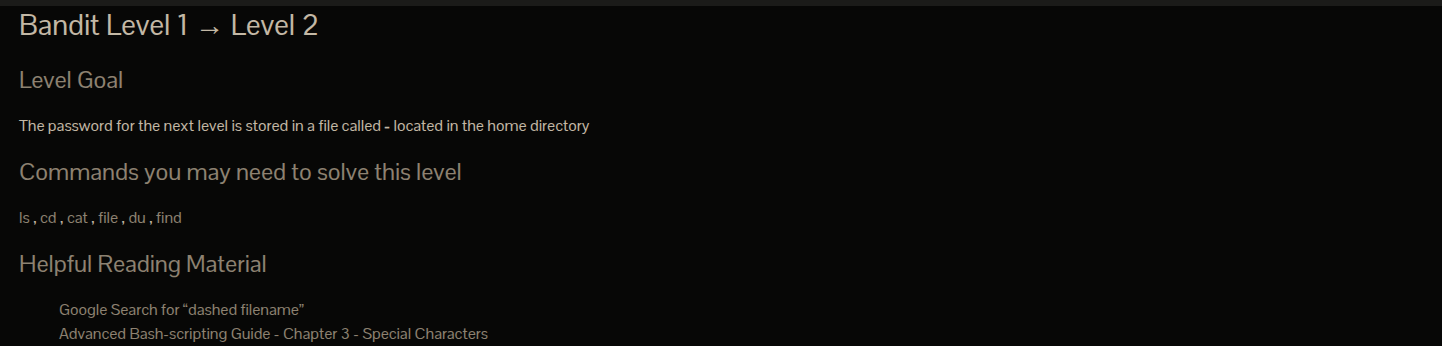 Bandit Level 1 → Level 2
Level Goal
The password for the next level is stored in a file called - located in the home directory
Commands you may need to solve this level
ls , cd , cat , file , du , find
Helpful Reading Material
Google Search for “dashed filename”
Advanced Bash-scripting Guide - Chapter 3 - Special Characters